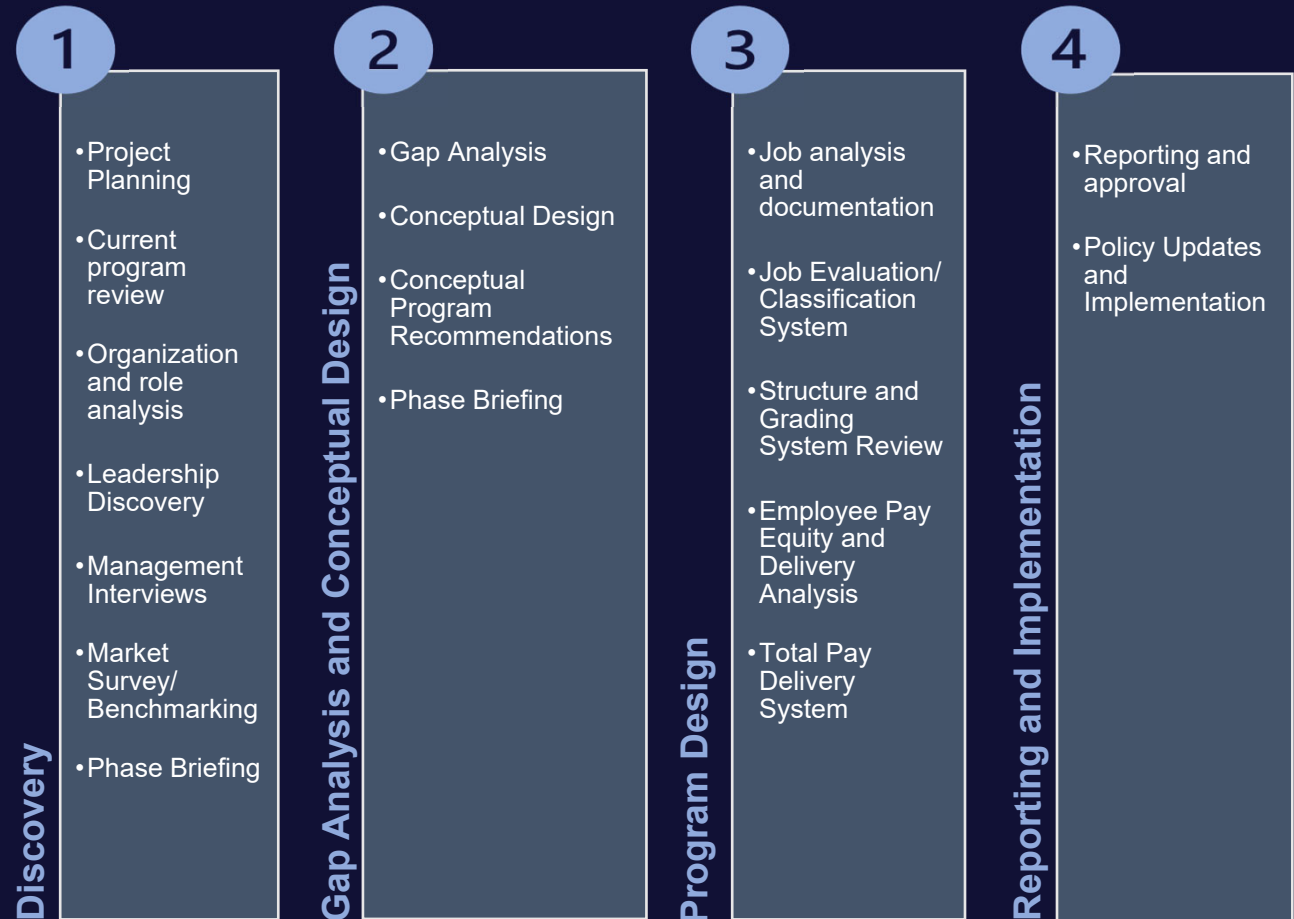 1
Discovery
•Project
Planning
•Current
program
review
•Organization
and role
analysis
•Leadership
Discovery
•Management
Interviews
•Market
Survey/
Benchmarking
•Phase Briefing
2
Gap Analysis and Conceptual Design
•Gap Analysis
•Conceptual Design
•Conceptual
Program
Recommendations
•Phase Briefing
3
Program Design
•Job analysis
and
documentation
•Job Evaluation/
Classification
System
•Structure and
Grading
System Review
•Employee Pay
Equity and
Delivery
Analysis
•Total Pay
Delivery
System
4
Reporting and Implementation
•Reporting and
approval
•Policy Updates
and
Implementation